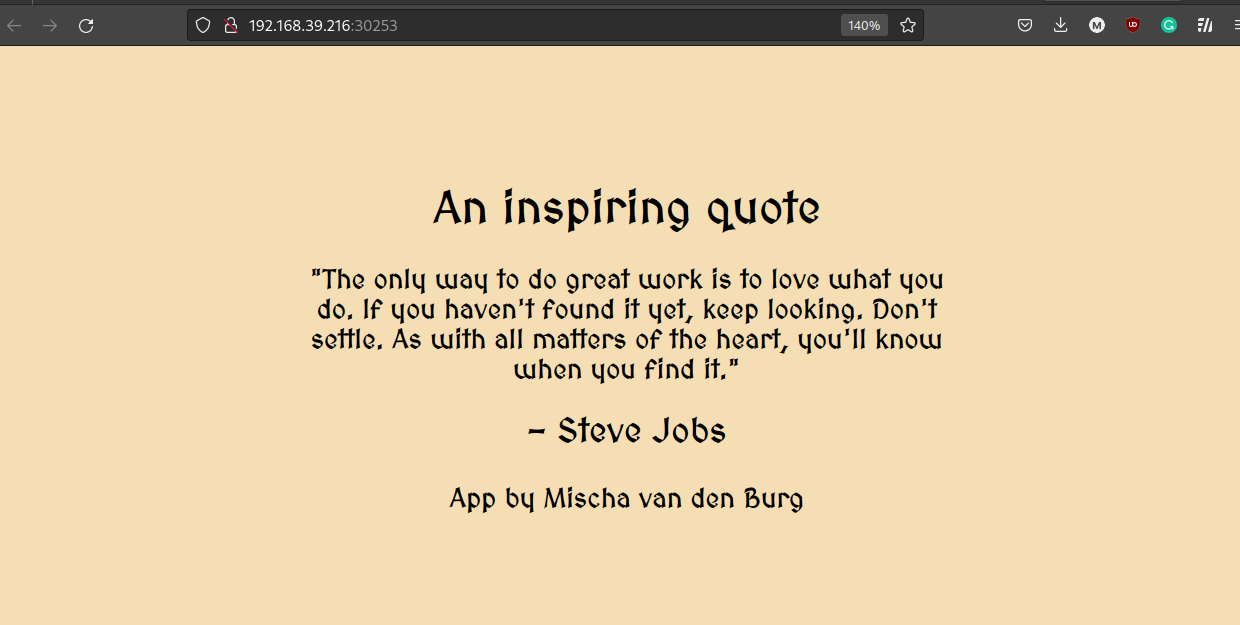 192.168.39.216:30253
140%
An inspiring quote
"The only way to do great work is to love what you
do. If you haven't found it yet, keep looking. Don't
settle. As with all matters of the heart, you'll know
when you find it."
- Steve Jobs
App by Mischa van den Burg